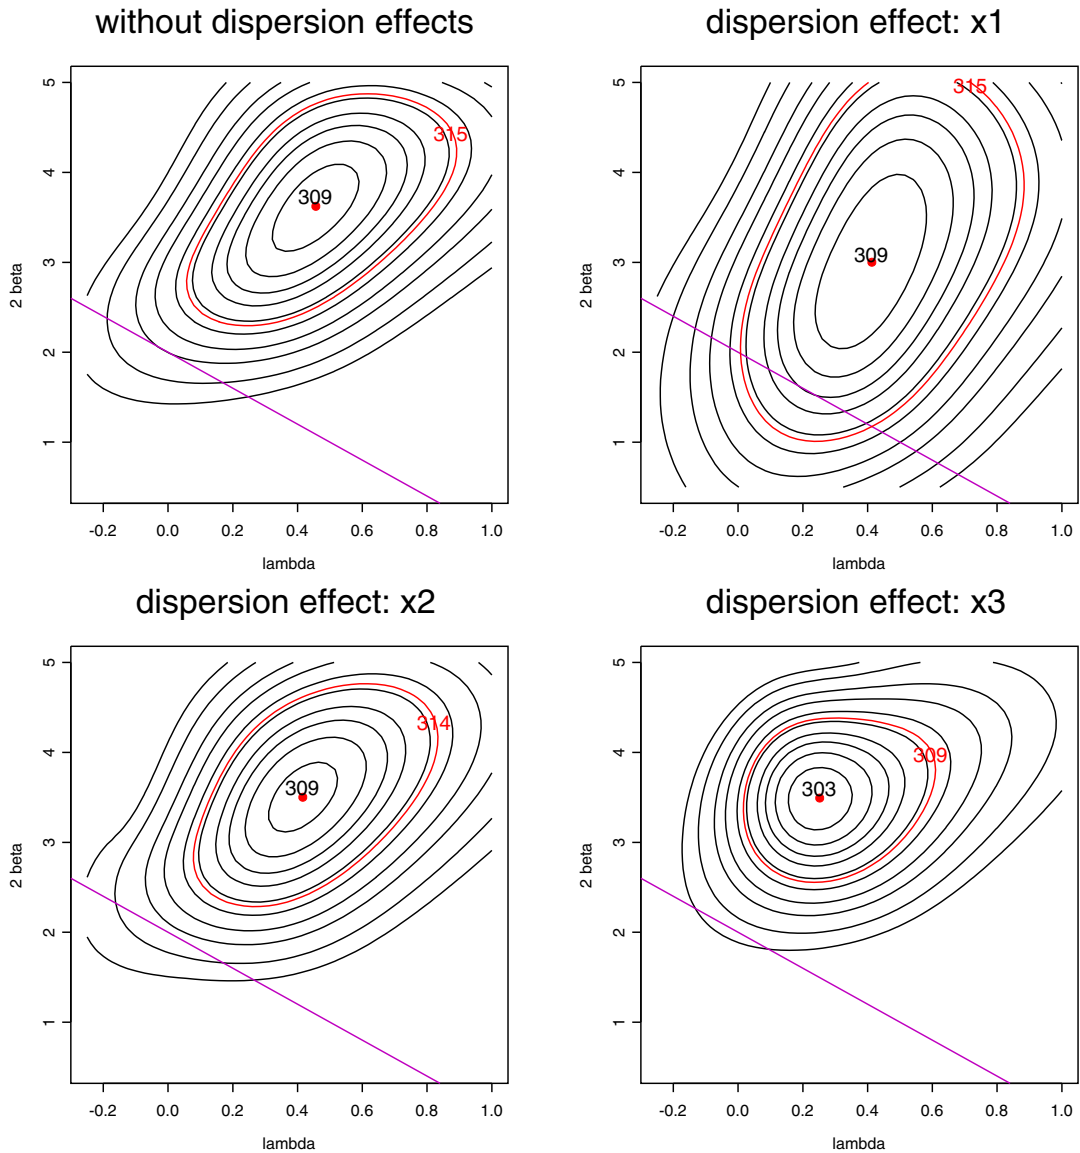 without dispersion effects
5
4
3
2
1
2 beta
315
309
-0.2 0.0 0.2 0.4 0.6 0.8 1.0
lambda
dispersion effect: x1
5
4
3
2
1
2 beta
315
309
-0.2 0.0 0.2 0.4 0.6 0.8 1.0
lambda
dispersion effect: x2
5
4
3
2
1
2 beta
314
309
-0.2 0.0 0.2 0.4 0.6 0.8 1.0
lambda
dispersion effect: x3
5
4
3
2
1
2 beta
309
303
-0.2 0.0 0.2 0.4 0.6 0.8 1.0
lambda